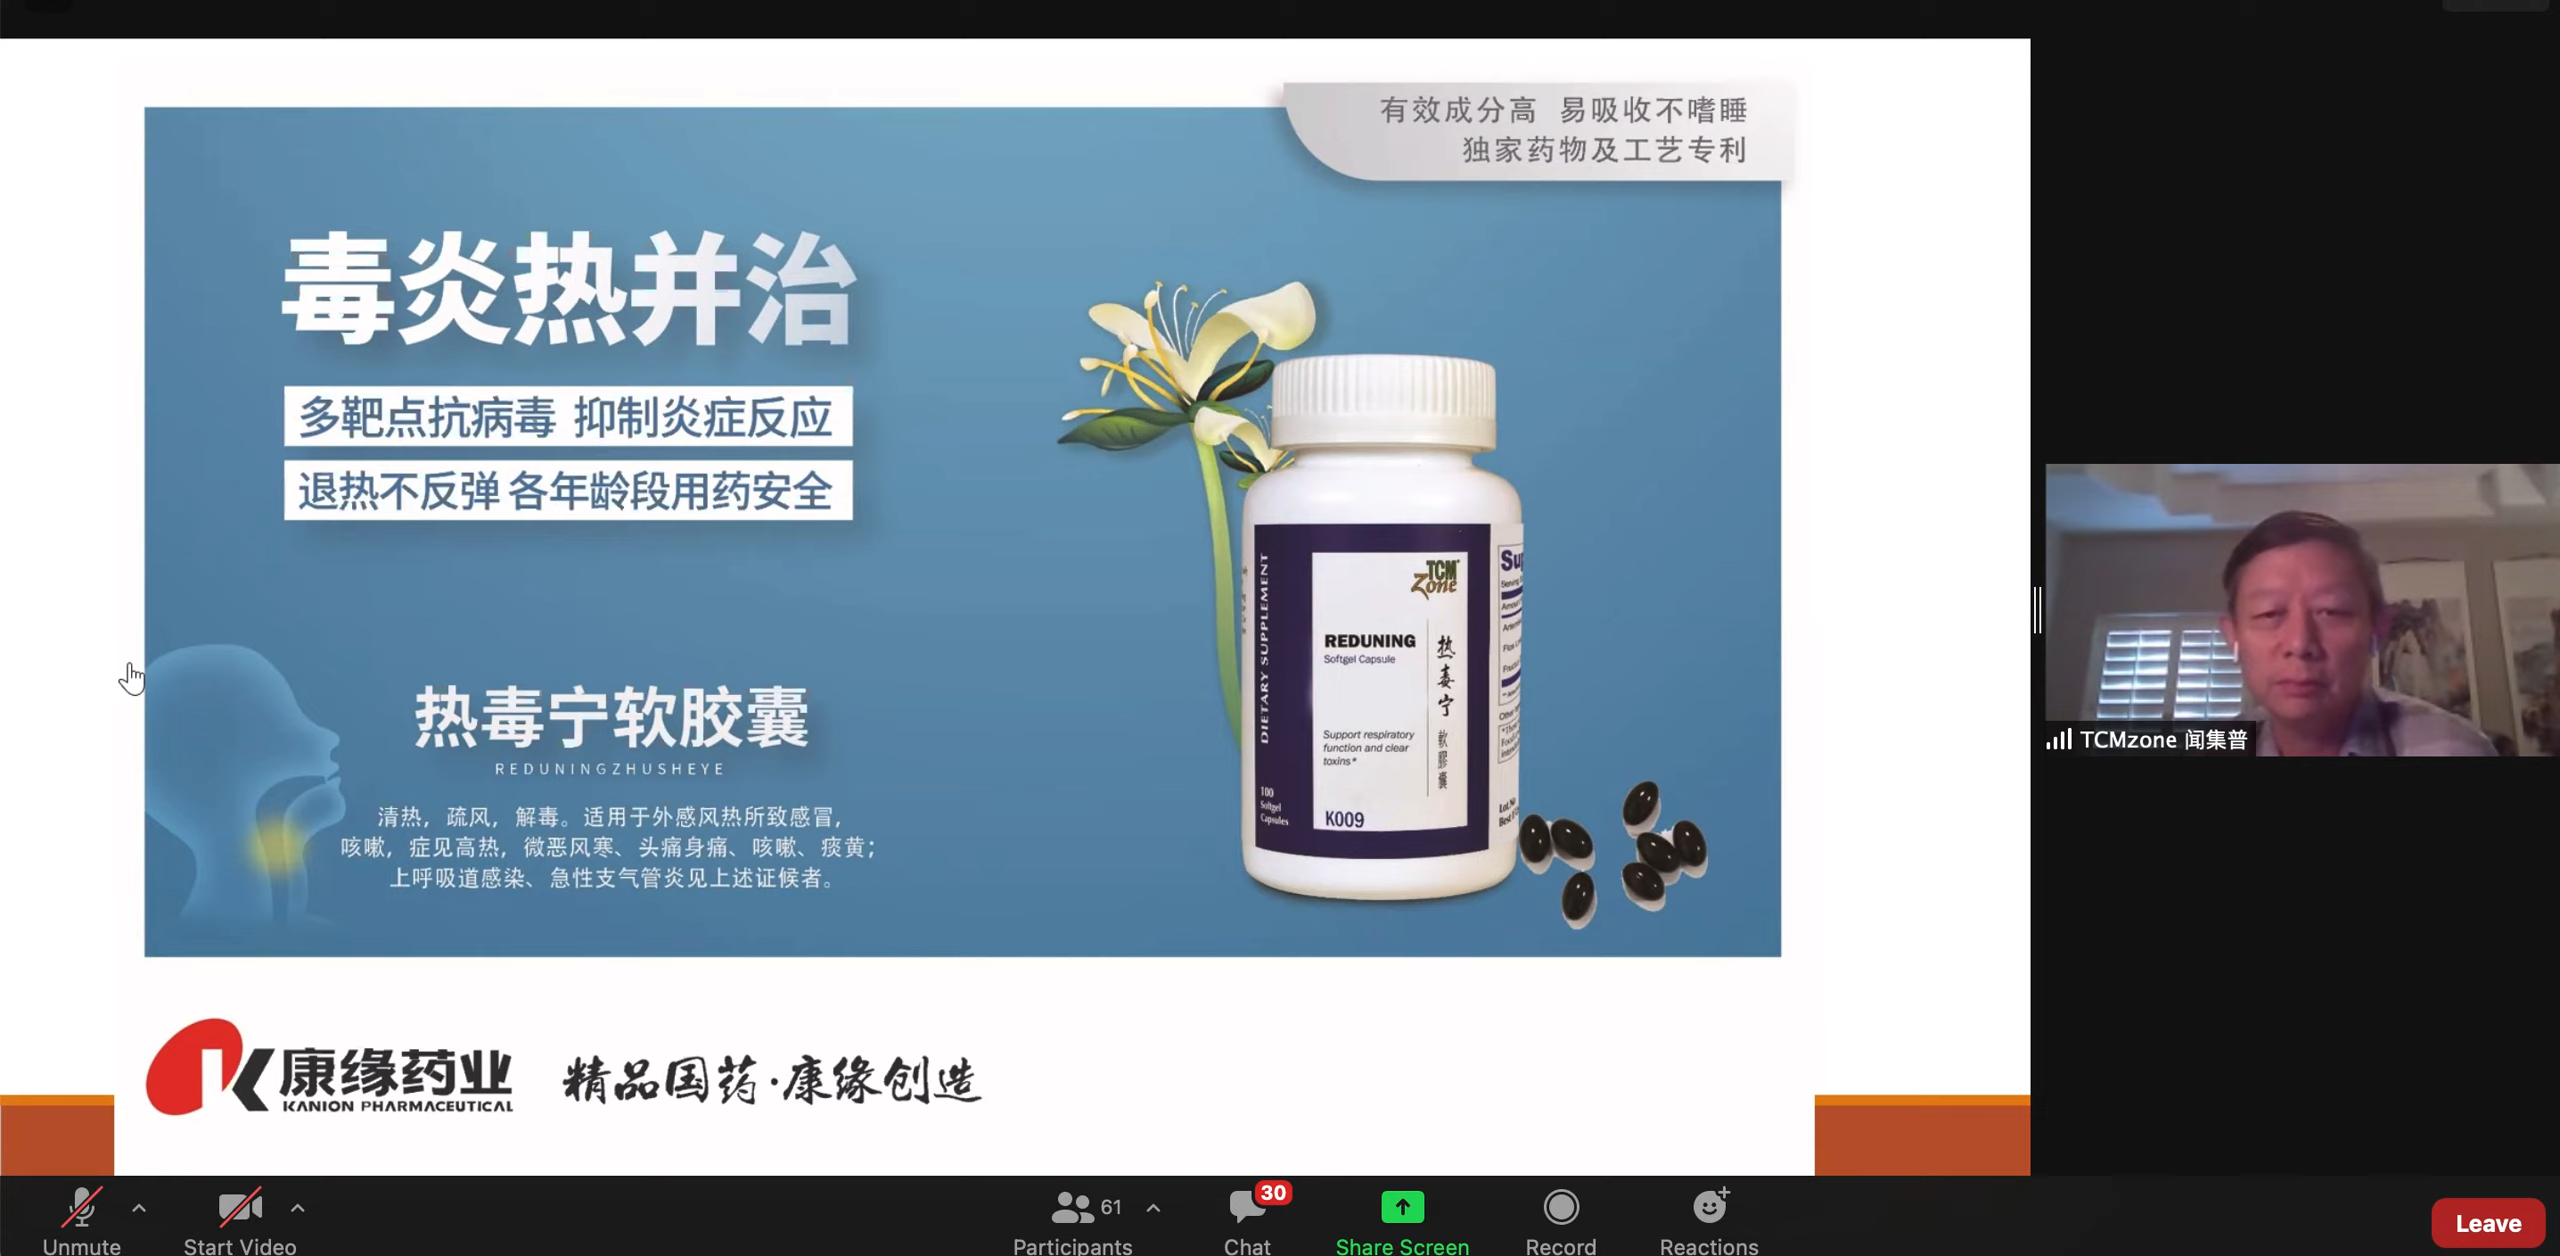 有效成分高 易吸收不嗜睡
独家药物及工艺专利
毒炎热并治
多靶点抗病毒 抑制炎症反应
退热不反弹 各年龄段用药安全
热毒宁软胶囊
REDUNINGZHUSHEYE
清热，疏风，解毒。适用于外感风热所致感冒，
咳嗽，症见高热，微恶风寒、头痛身痛、咳嗽、痰黄；
上呼吸道感染、急性支气管炎见上述证候者。
DIETARY SUPPLEMENT
100
Softgel
Capsules
TCM
Zone
REDUNING
Softgel Capsule
热毒宁 軟膠囊
Support respiratory
function and clear
toxins*
K009
康缘药业
KANION PHARMACEUTICAL
精品国药·康缘创造
TCMzone 闻集普
Unmute
Start Video
61
Participants
30
Chat
Share Screen
Record
Reactions
Leave